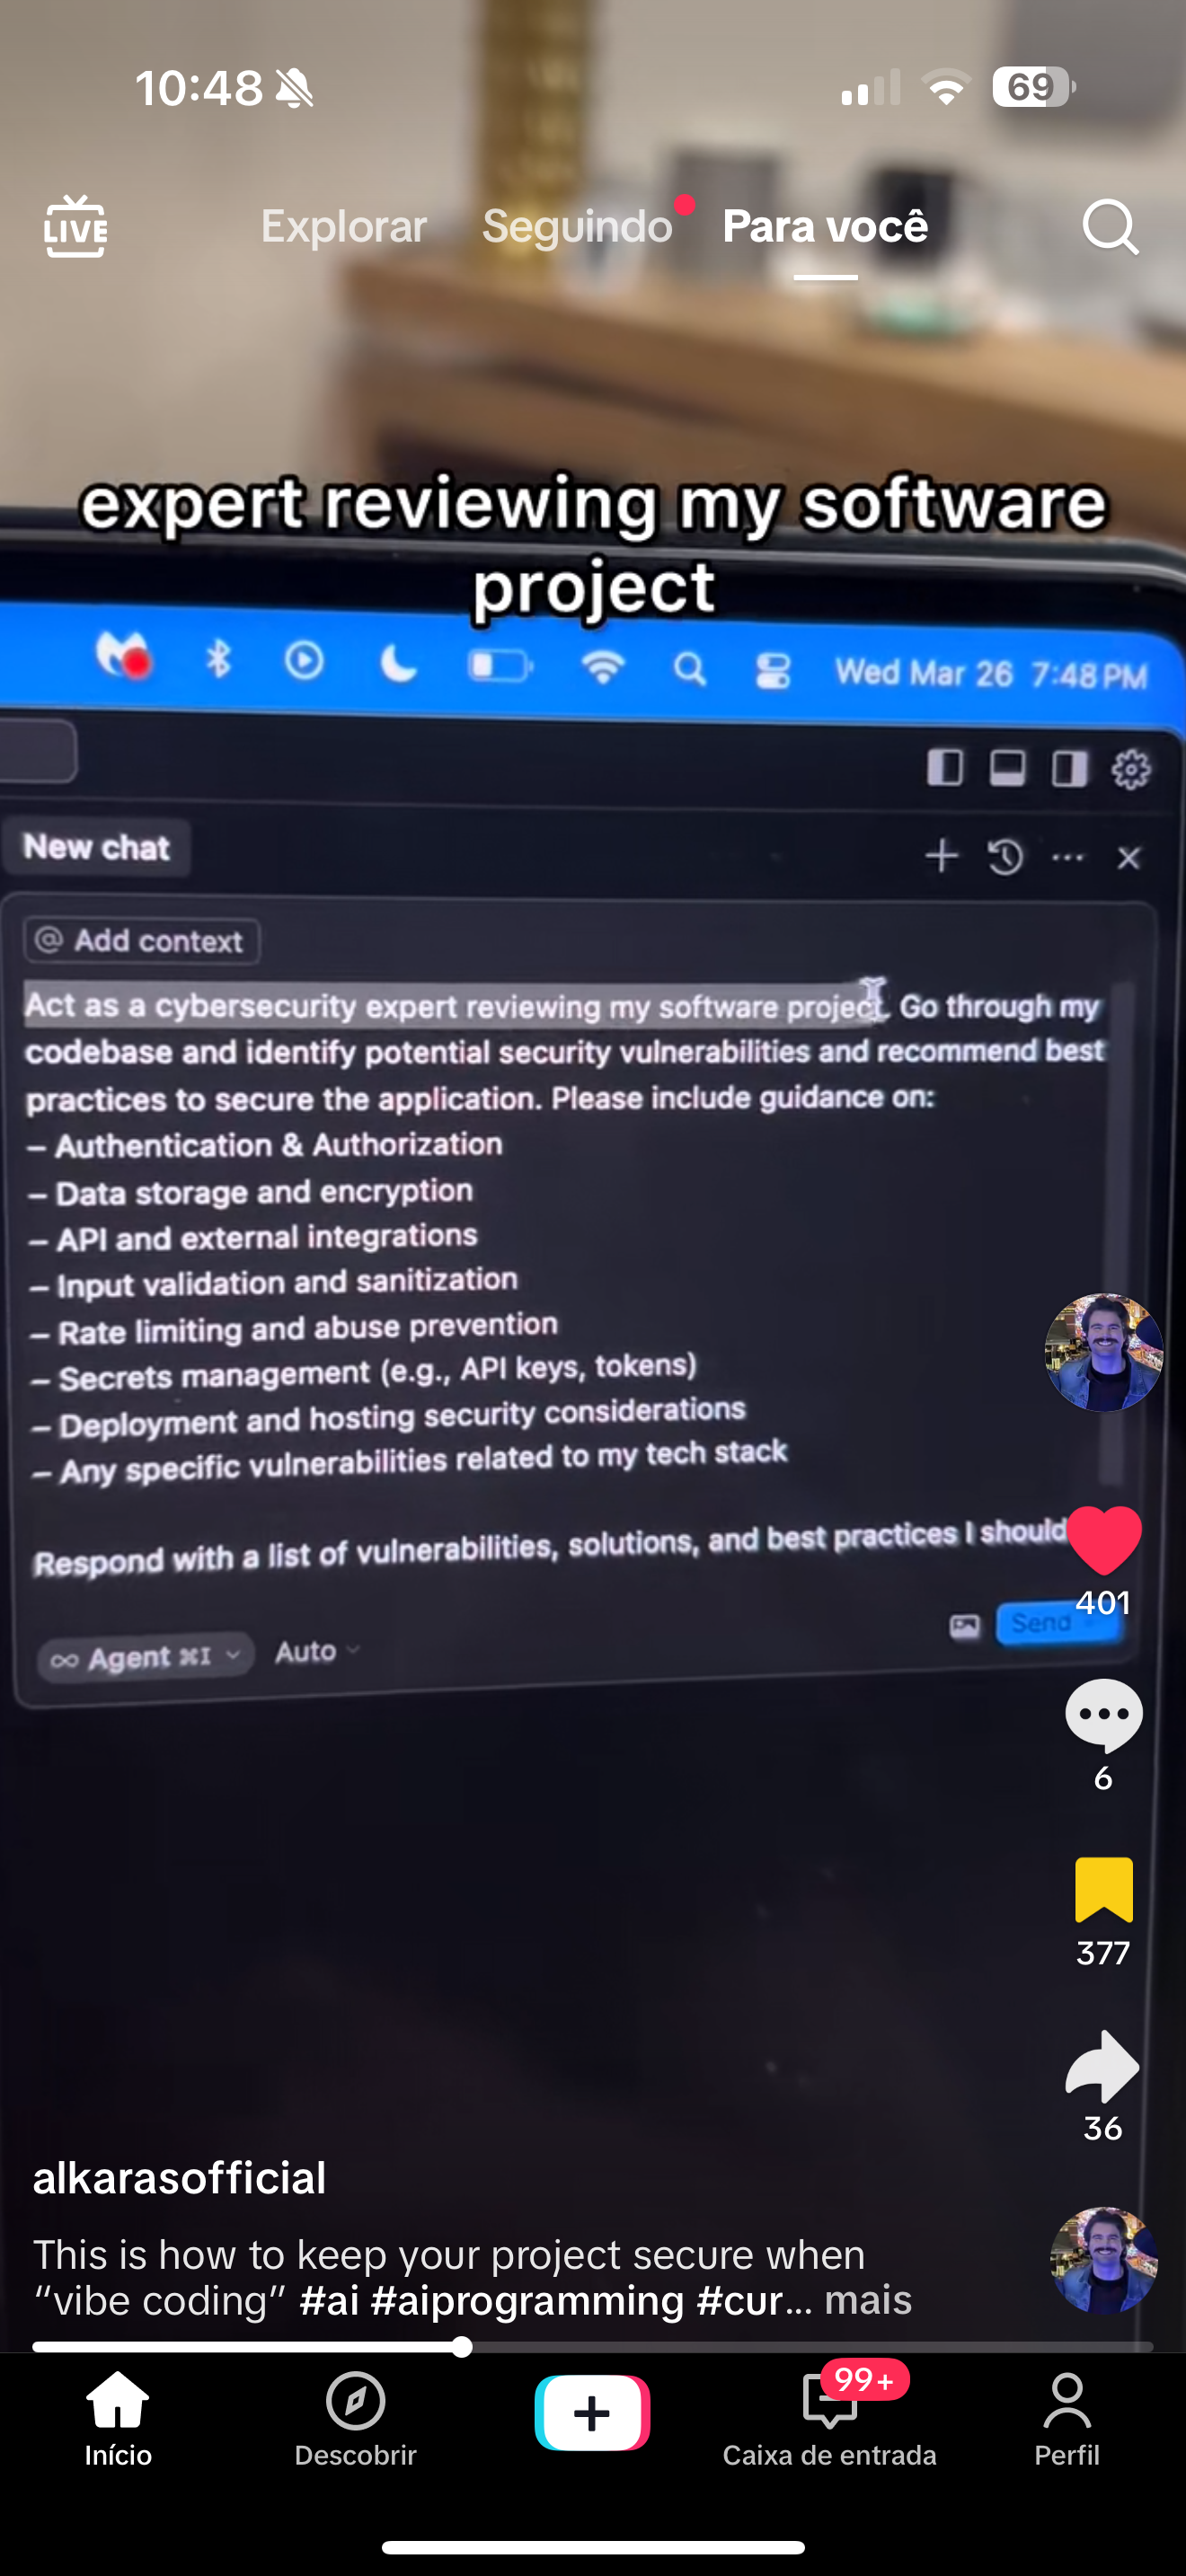 10:48
69
LIVE
Explorar
Seguindo
Para você
expert reviewing my software
project
Wed Mar 26 7:48 PM
New chat
@ Add context
Act as a cybersecurity expert reviewing my software project. Go through my
codebase and identify potential security vulnerabilities and recommend best
practices to secure the application. Please include guidance on:
– Authentication & Authorization
– Data storage and encryption
– API and external integrations
– Input validation and sanitization
– Rate limiting and abuse prevention
– Secrets management (e.g., API keys, tokens)
– Deployment and hosting security considerations
– Any specific vulnerabilities related to my tech stack
Respond with a list of vulnerabilities, solutions, and best practices I should
∞ Agent ⌘I
Auto
Send
401
6
377
36
alkarasofficial
This is how to keep your project secure when
“vibe coding” #ai #aiprogramming #cur... mais
Início
Descobrir
99+
Caixa de entrada
Perfil